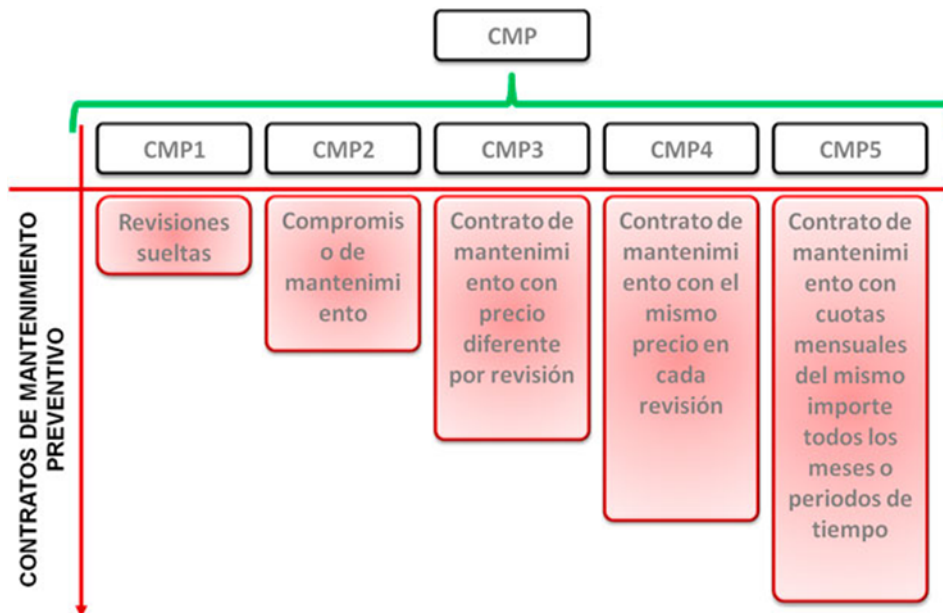 CMP
CMP1
CMP2
CMP3
CMP4
CMP5
CONTRATOS DE MANTENIMIENTO
PREVENTIVO
Revisiones
sueltas
Compromis
o de
mantenimi
ento
Contrato de
mantenimi
ento con
precio
diferente
por revisión
Contrato de
mantenimi
ento con el
mismo
precio en
cada
revisión
Contrato de
mantenimi
ento con
cuotas
mensuales
del mismo
importe
todos los
meses o
periodos de
tiempo